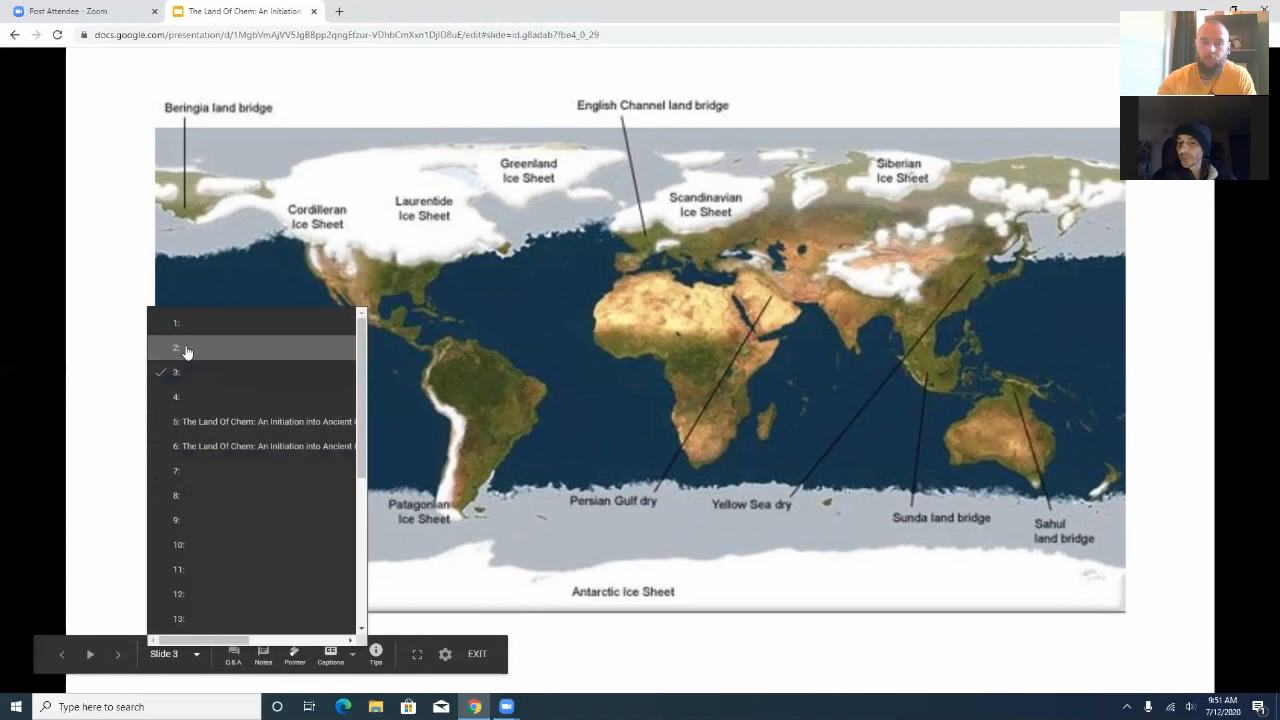 Post Attendee - Zoom
The Land Of Chem: An Initiation
docs.google.com/presentation/d/1MgbVmAjVV5JgBBpp2qngEfzur-VDhbCmXxn1DjlD8uE/edit#slide=id.g8adab7fbe4_0_29
Beringia land bridge
English Channel land bridge
Greenland
Ice Sheet
Siberian
Ice Sheet
Cordilleran
Ice Sheet
Laurentide
Ice Sheet
Scandinavian
Ice Sheet
1:
2:
3:
4:
5: The Land Of Chem: An Initiation into Ancient
6: The Land Of Chem: An Initiation into Ancient
7:
8:
9:
10:
11:
12:
13:
Patagonian
Ice Sheet
Persian Gulf dry
Yellow Sea dry
Sunda land bridge
Sahul
land bridge
Antarctic Ice Sheet
Slide 3
Q&A
Notes
Pointer
Captions
Tips
EXIT
Type here to search
9:51 AM
7/12/2020